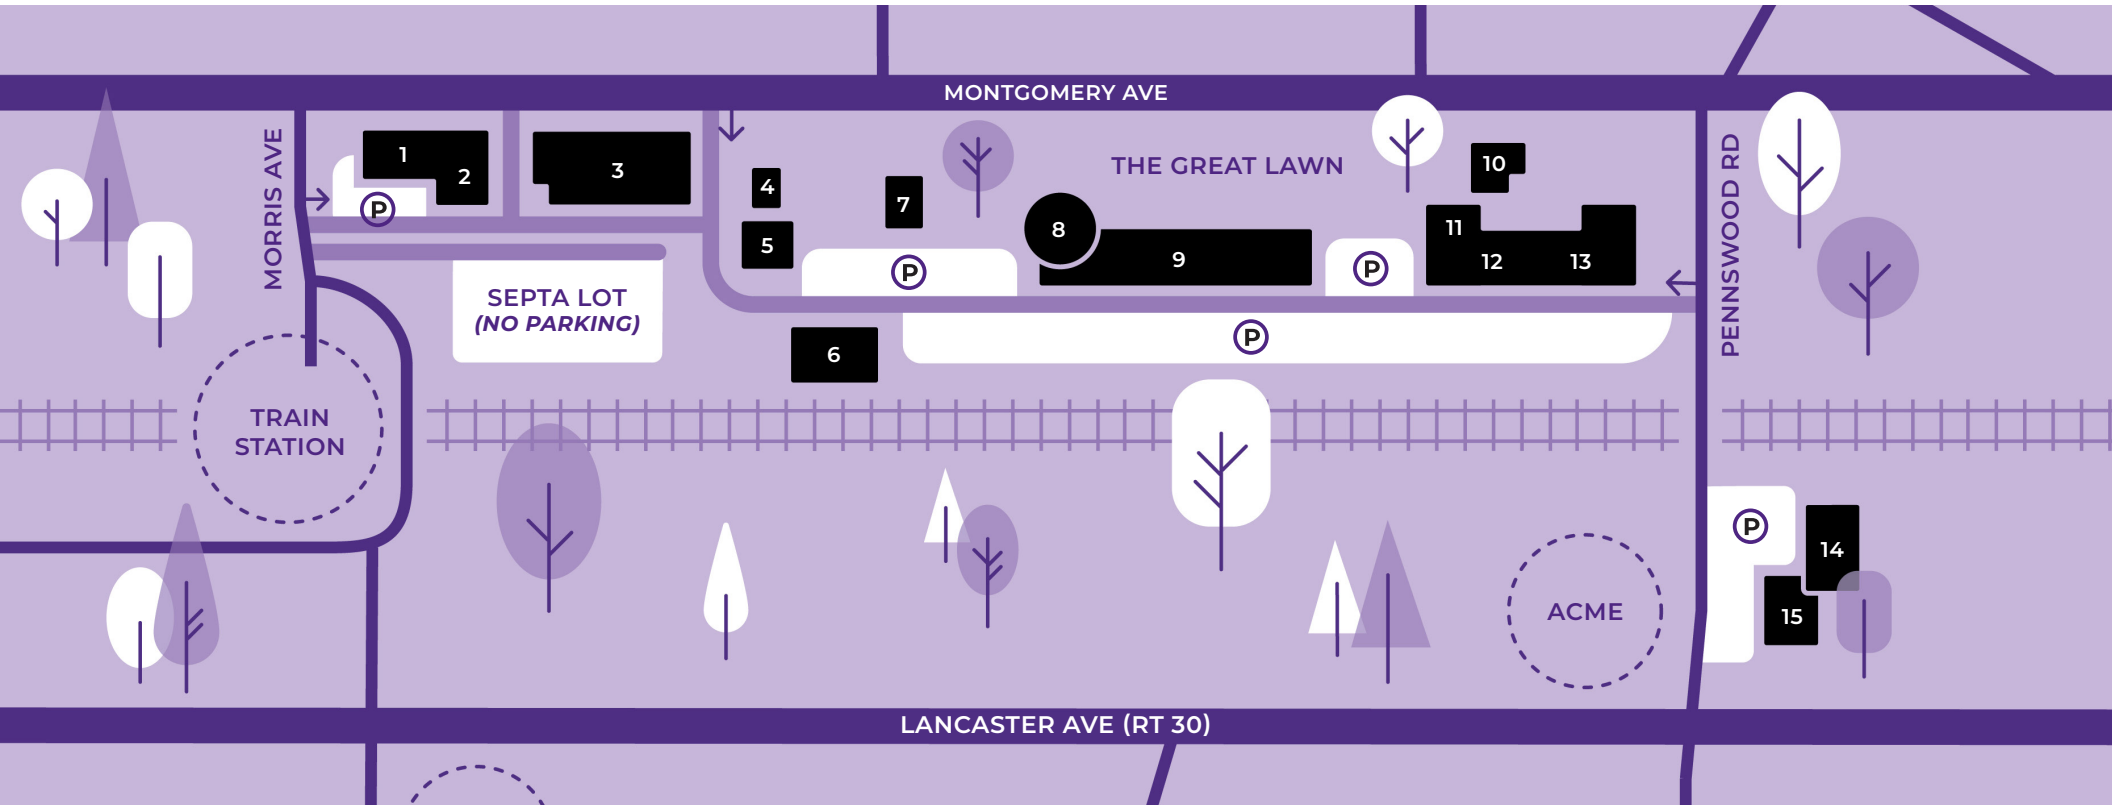 MONTGOMERY AVE
MORRIS AVE
1
2
3
P
4
5
6
7
8
9
THE GREAT LAWN
10
11
12
13
P
P
P
PENNSWOOD RD
SEPTA LOT
(NO PARKING)
TRAIN
STATION
ACME
P
14
15
LANCASTER AVE (RT 30)